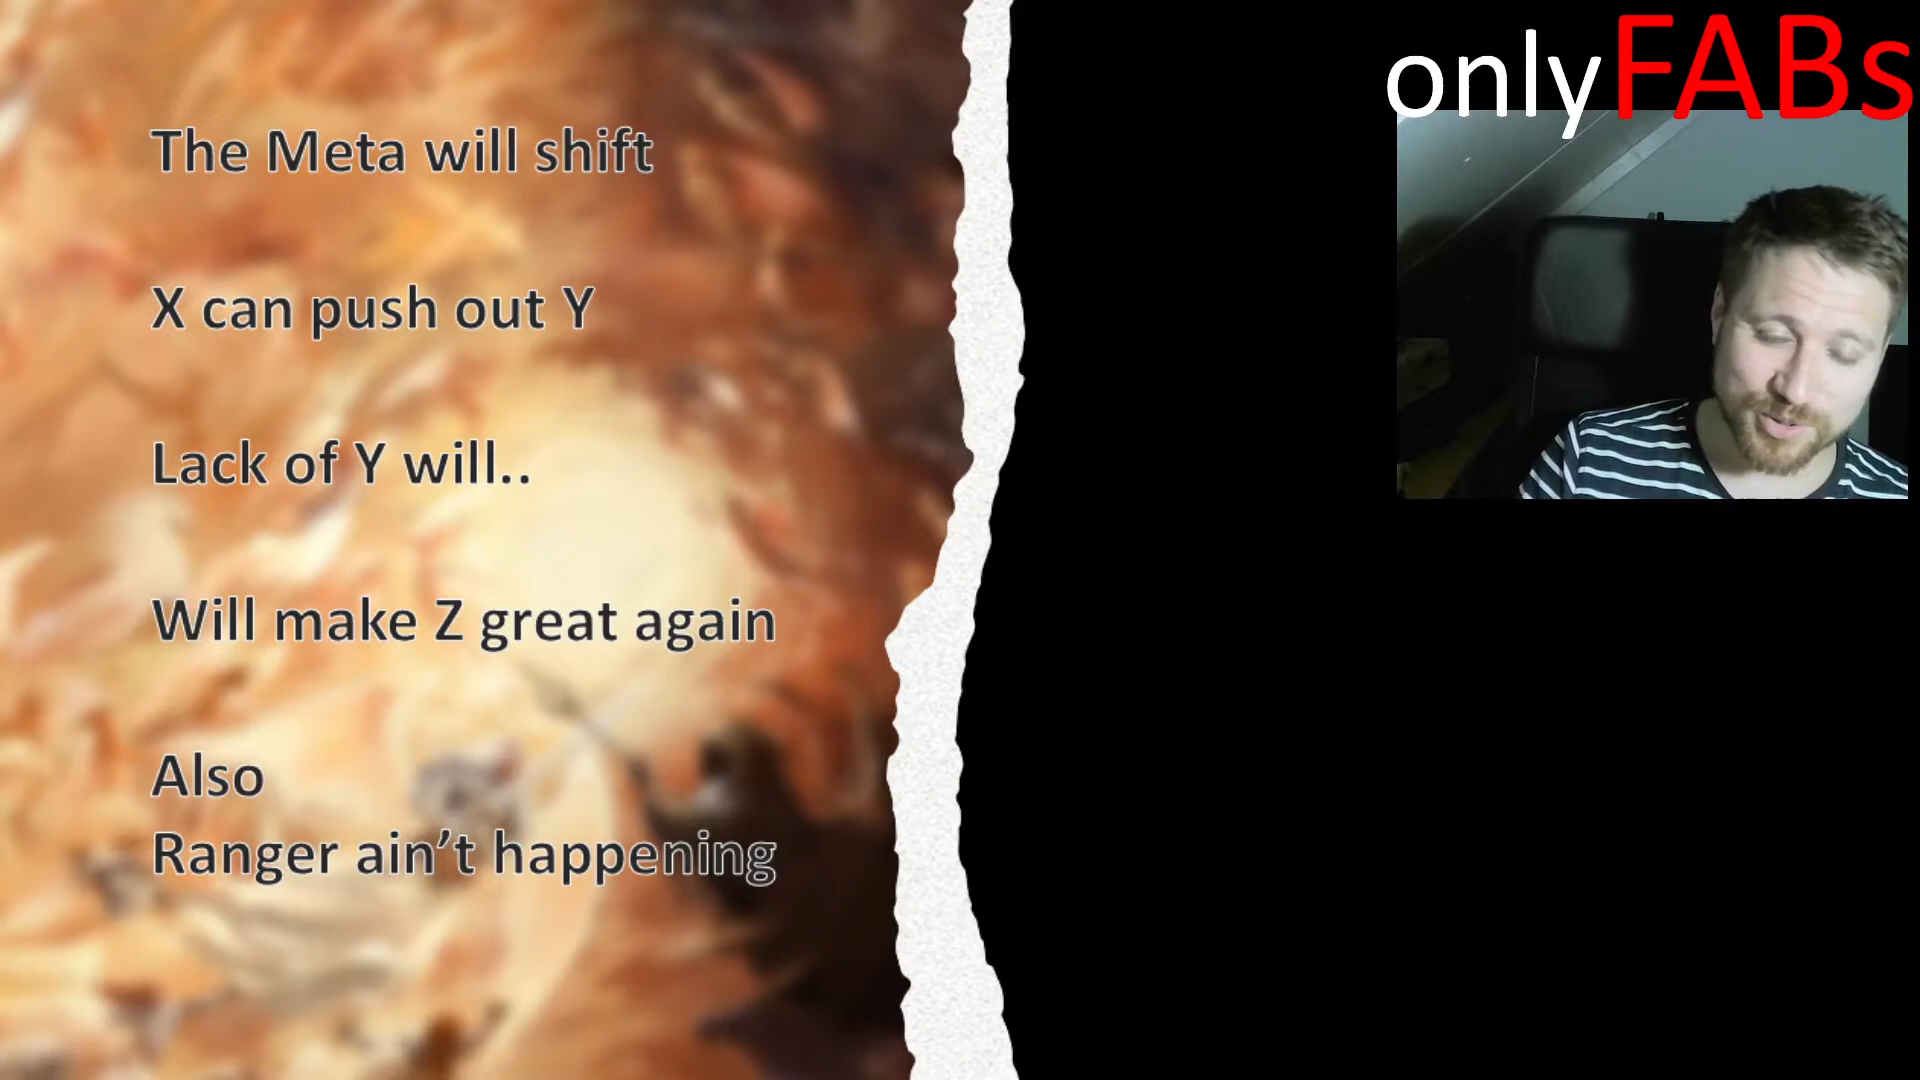 onlyFABs
The Meta will shift
X can push out Y
Lack of Y will..
Will make Z great again
Also
Ranger ain’t happening